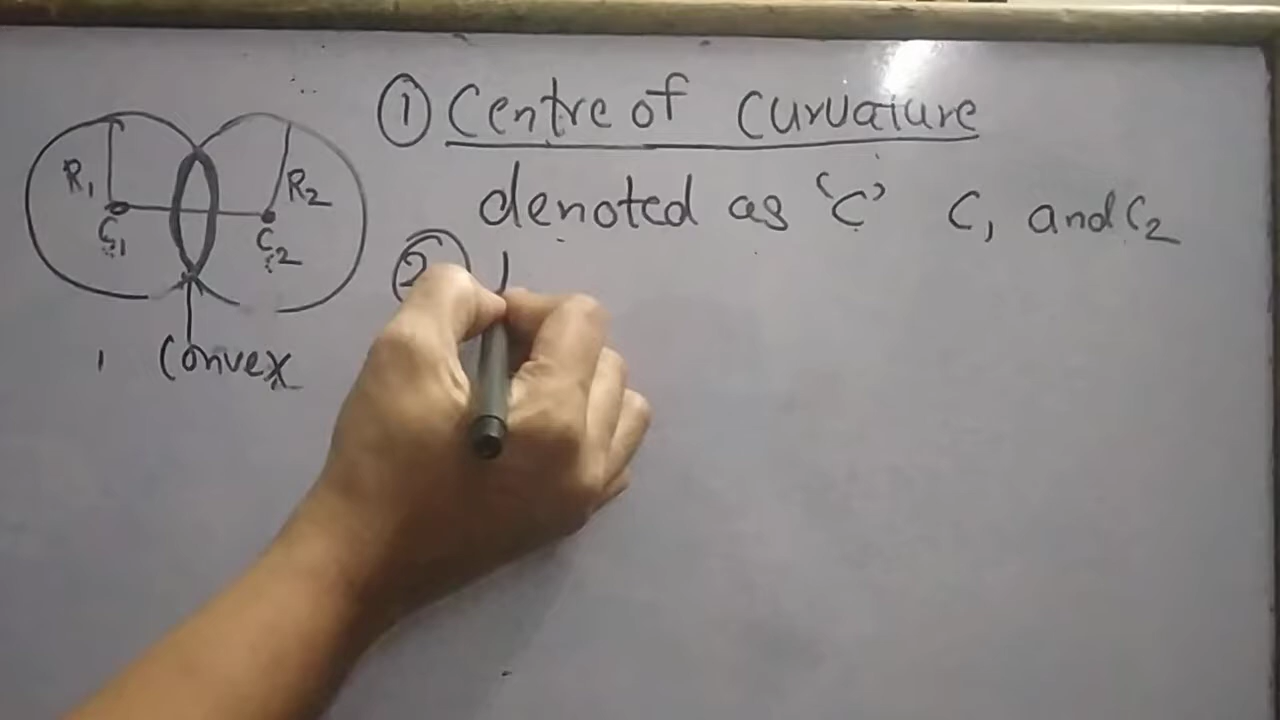 ① Centre of Curvature
denoted as 'C' C₁ and C₂
②
R₁
R₂
C₁
C₂
Convex